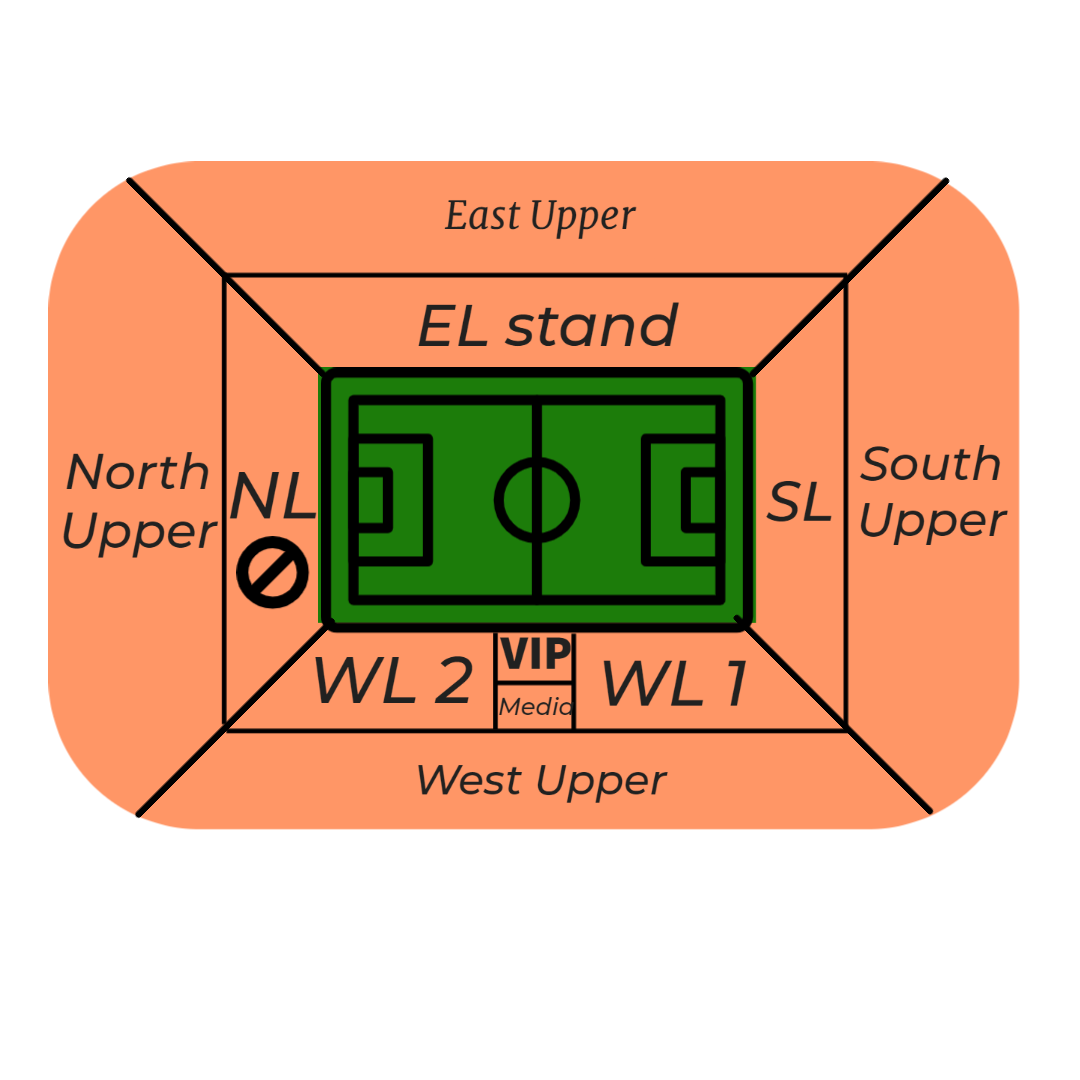 East Upper
EL stand
North
Upper
NL
SL
South
Upper
WL 2
VIP
Media
WL 1
West Upper